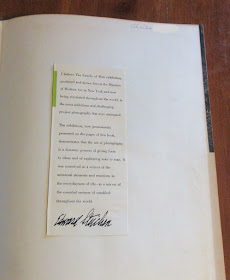 I believe The Family of Man exhibition,
produced and shown first at the Museum
of Modern Art in New York and now
being circulated throughout the world, is
the most ambitious and challenging
project photography has ever attempted.
The exhibition, now permanently
presented on the pages of this book,
demonstrates that the art of photography
is a dynamic process of giving form
to ideas and of explaining man to man. It
was conceived as a mirror of the
universal elements and emotions in
the everydayness of life—as a mirror of
the essential oneness of mankind
throughout the world.
Edward Steichen